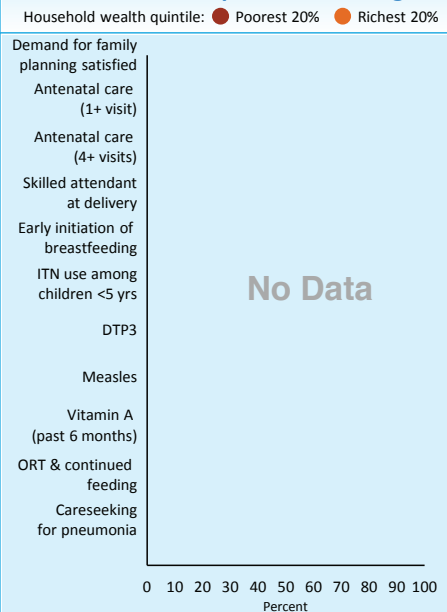 Household wealth quintile: Poorest 20% Richest 20%
Demand for family
planning satisfied
Antenatal care
(1+ visit)
Antenatal care
(4+ visits)
Skilled attendant
at delivery
Early initiation of
breastfeeding
ITN use among
children <5 yrs
No Data
DTP3
Measles
Vitamin A
(past 6 months)
ORT & continued
feeding
Careseeking
for pneumonia
0 10 20 30 40 50 60 70 80 90 100
Percent